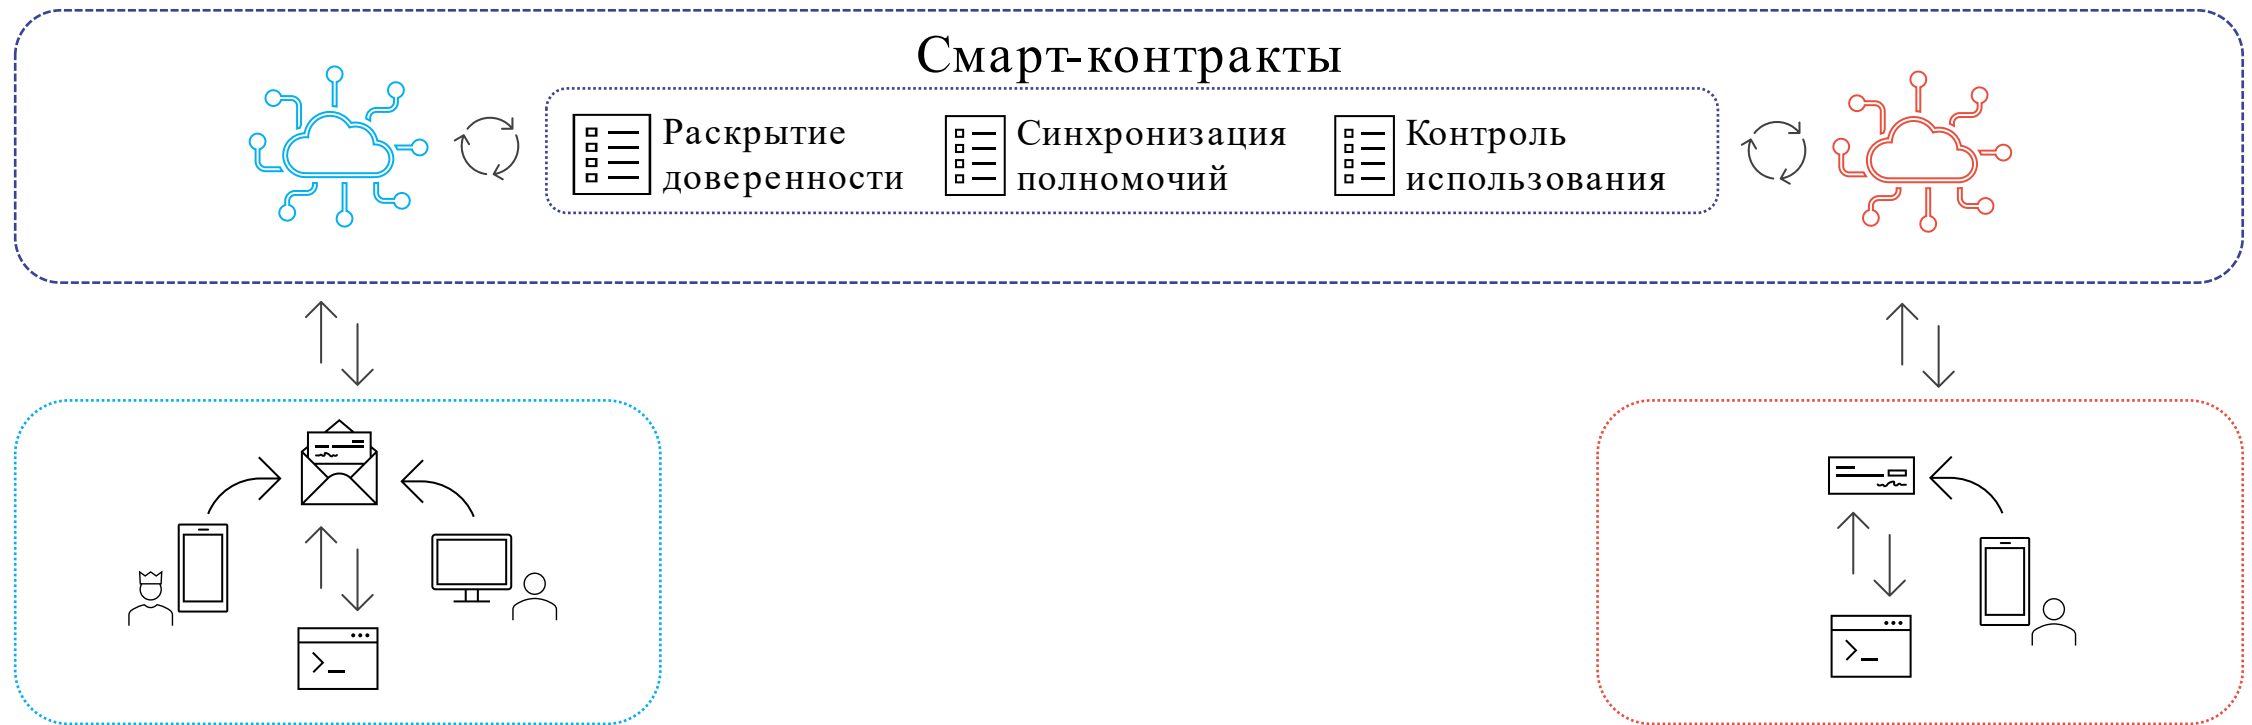 Смарт-контракты
Раскрытие
доверенности
Синхронизация
полномочий
Контроль
использования